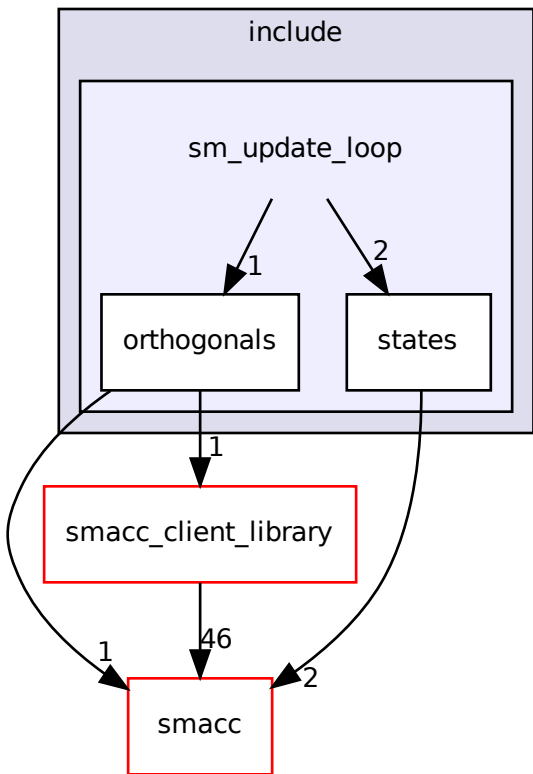 include
sm_update_loop
1
2
orthogonals
states
1
smacc_client_library
46
1
2
smacc